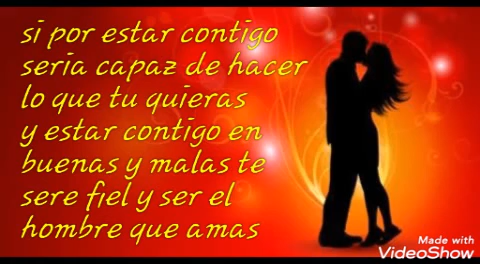 si por estar contigo
seria capaz de hacer
lo que tu quieras
y estar contigo en
buenas y malas te
sere fiel y ser el
hombre que amas
Made with
VideoShow